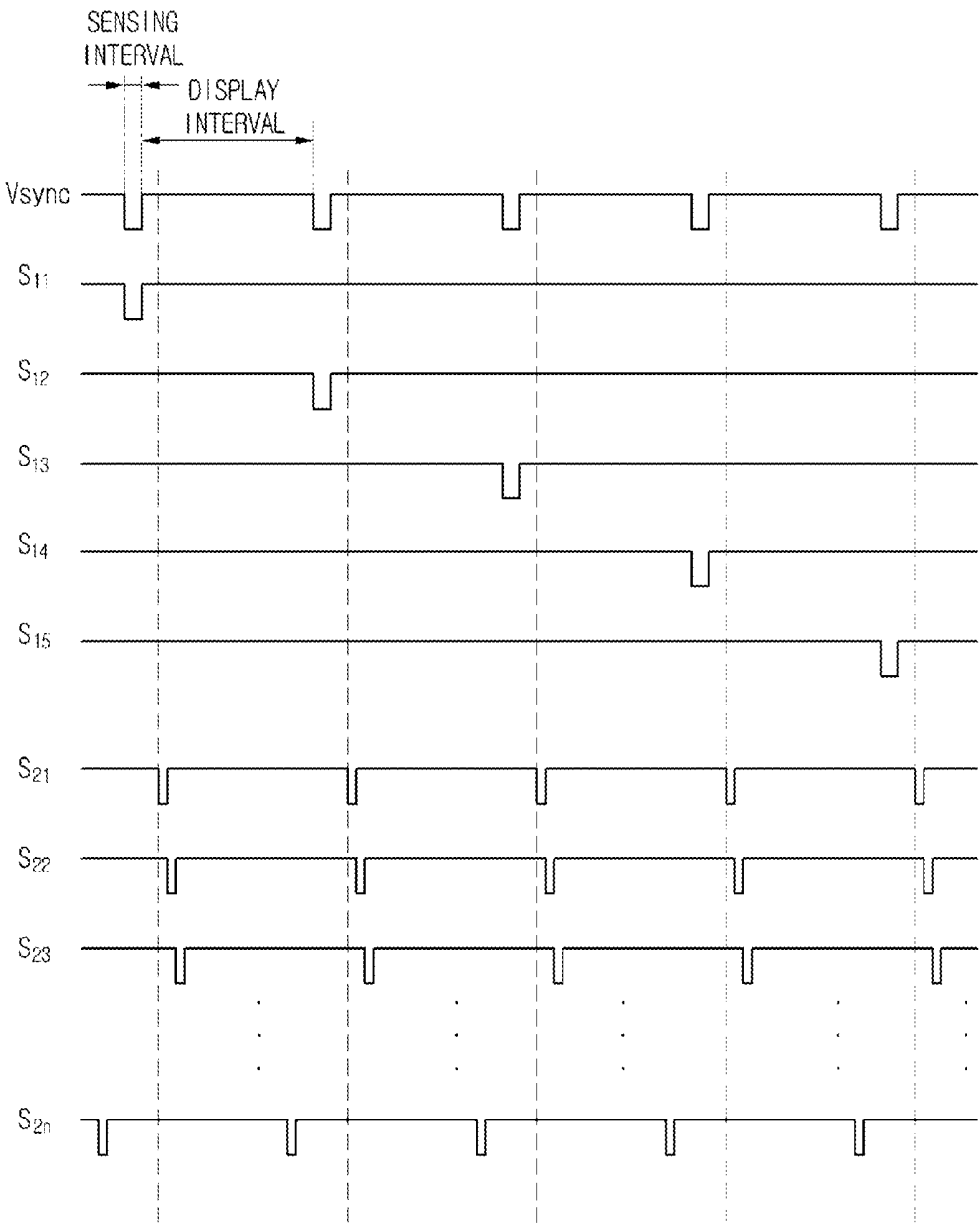 SENSING
INTERVAL
DISPLAY
INTERVAL
Vsync
S11
S12
S13
S14
S15
S21
S22
S23
S2n